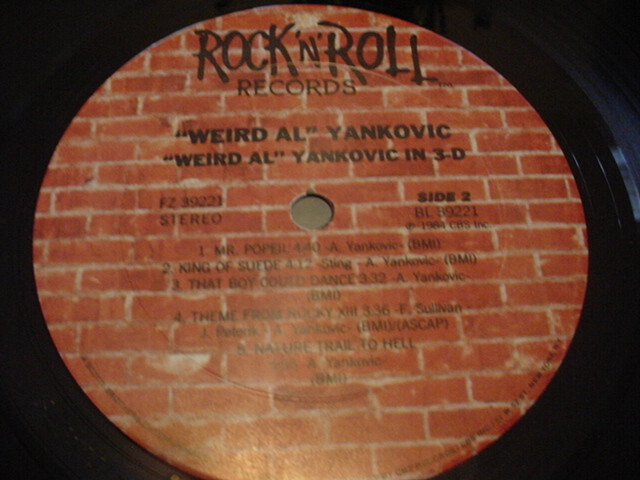 ROCK 'N' ROLL
RECORDS
"WEIRD AL" YANKOVIC
"WEIRD AL" YANKOVIC IN 3-D
FZ 39221
STEREO
SIDE 2
BL 39221
℗ 1984 CBS Inc.
1. MR. POPEIL 4:40 -A. Yankovic- (BMI)
2. KING OF SUEDE 4:12 -Sting - A. Yankovic- (BMI)
3. THAT BOY COULD DANCE 3:32 -A. Yankovic-
(BMI)
4. THEME FROM ROCKY XIII 3:36 -F. Sullivan -
J. Peterik - A. Yankovic- (BMI)/(ASCAP)
5. NATURE TRAIL TO HELL
-A. Yankovic-
(BMI)